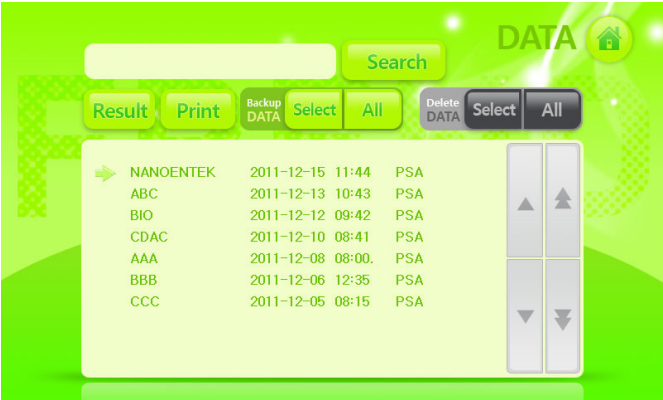 DATA
Search
Result Print Backup DATA Select All Delete DATA Select All
NANOENTEK 2011-12-15 11:44 PSA
ABC 2011-12-13 10:43 PSA
BIO 2011-12-12 09:42 PSA
CDAC 2011-12-10 08:41 PSA
AAA 2011-12-08 08:00. PSA
BBB 2011-12-06 12:35 PSA
CCC 2011-12-05 08:15 PSA